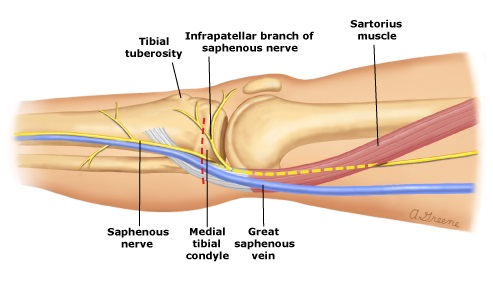 Sartorius
muscle
Infrapatellar branch of
saphenous nerve
Tibial
tuberosity
Saphenous
nerve
Medial
tibial
condyle
Great
saphenous
vein
A.Greene